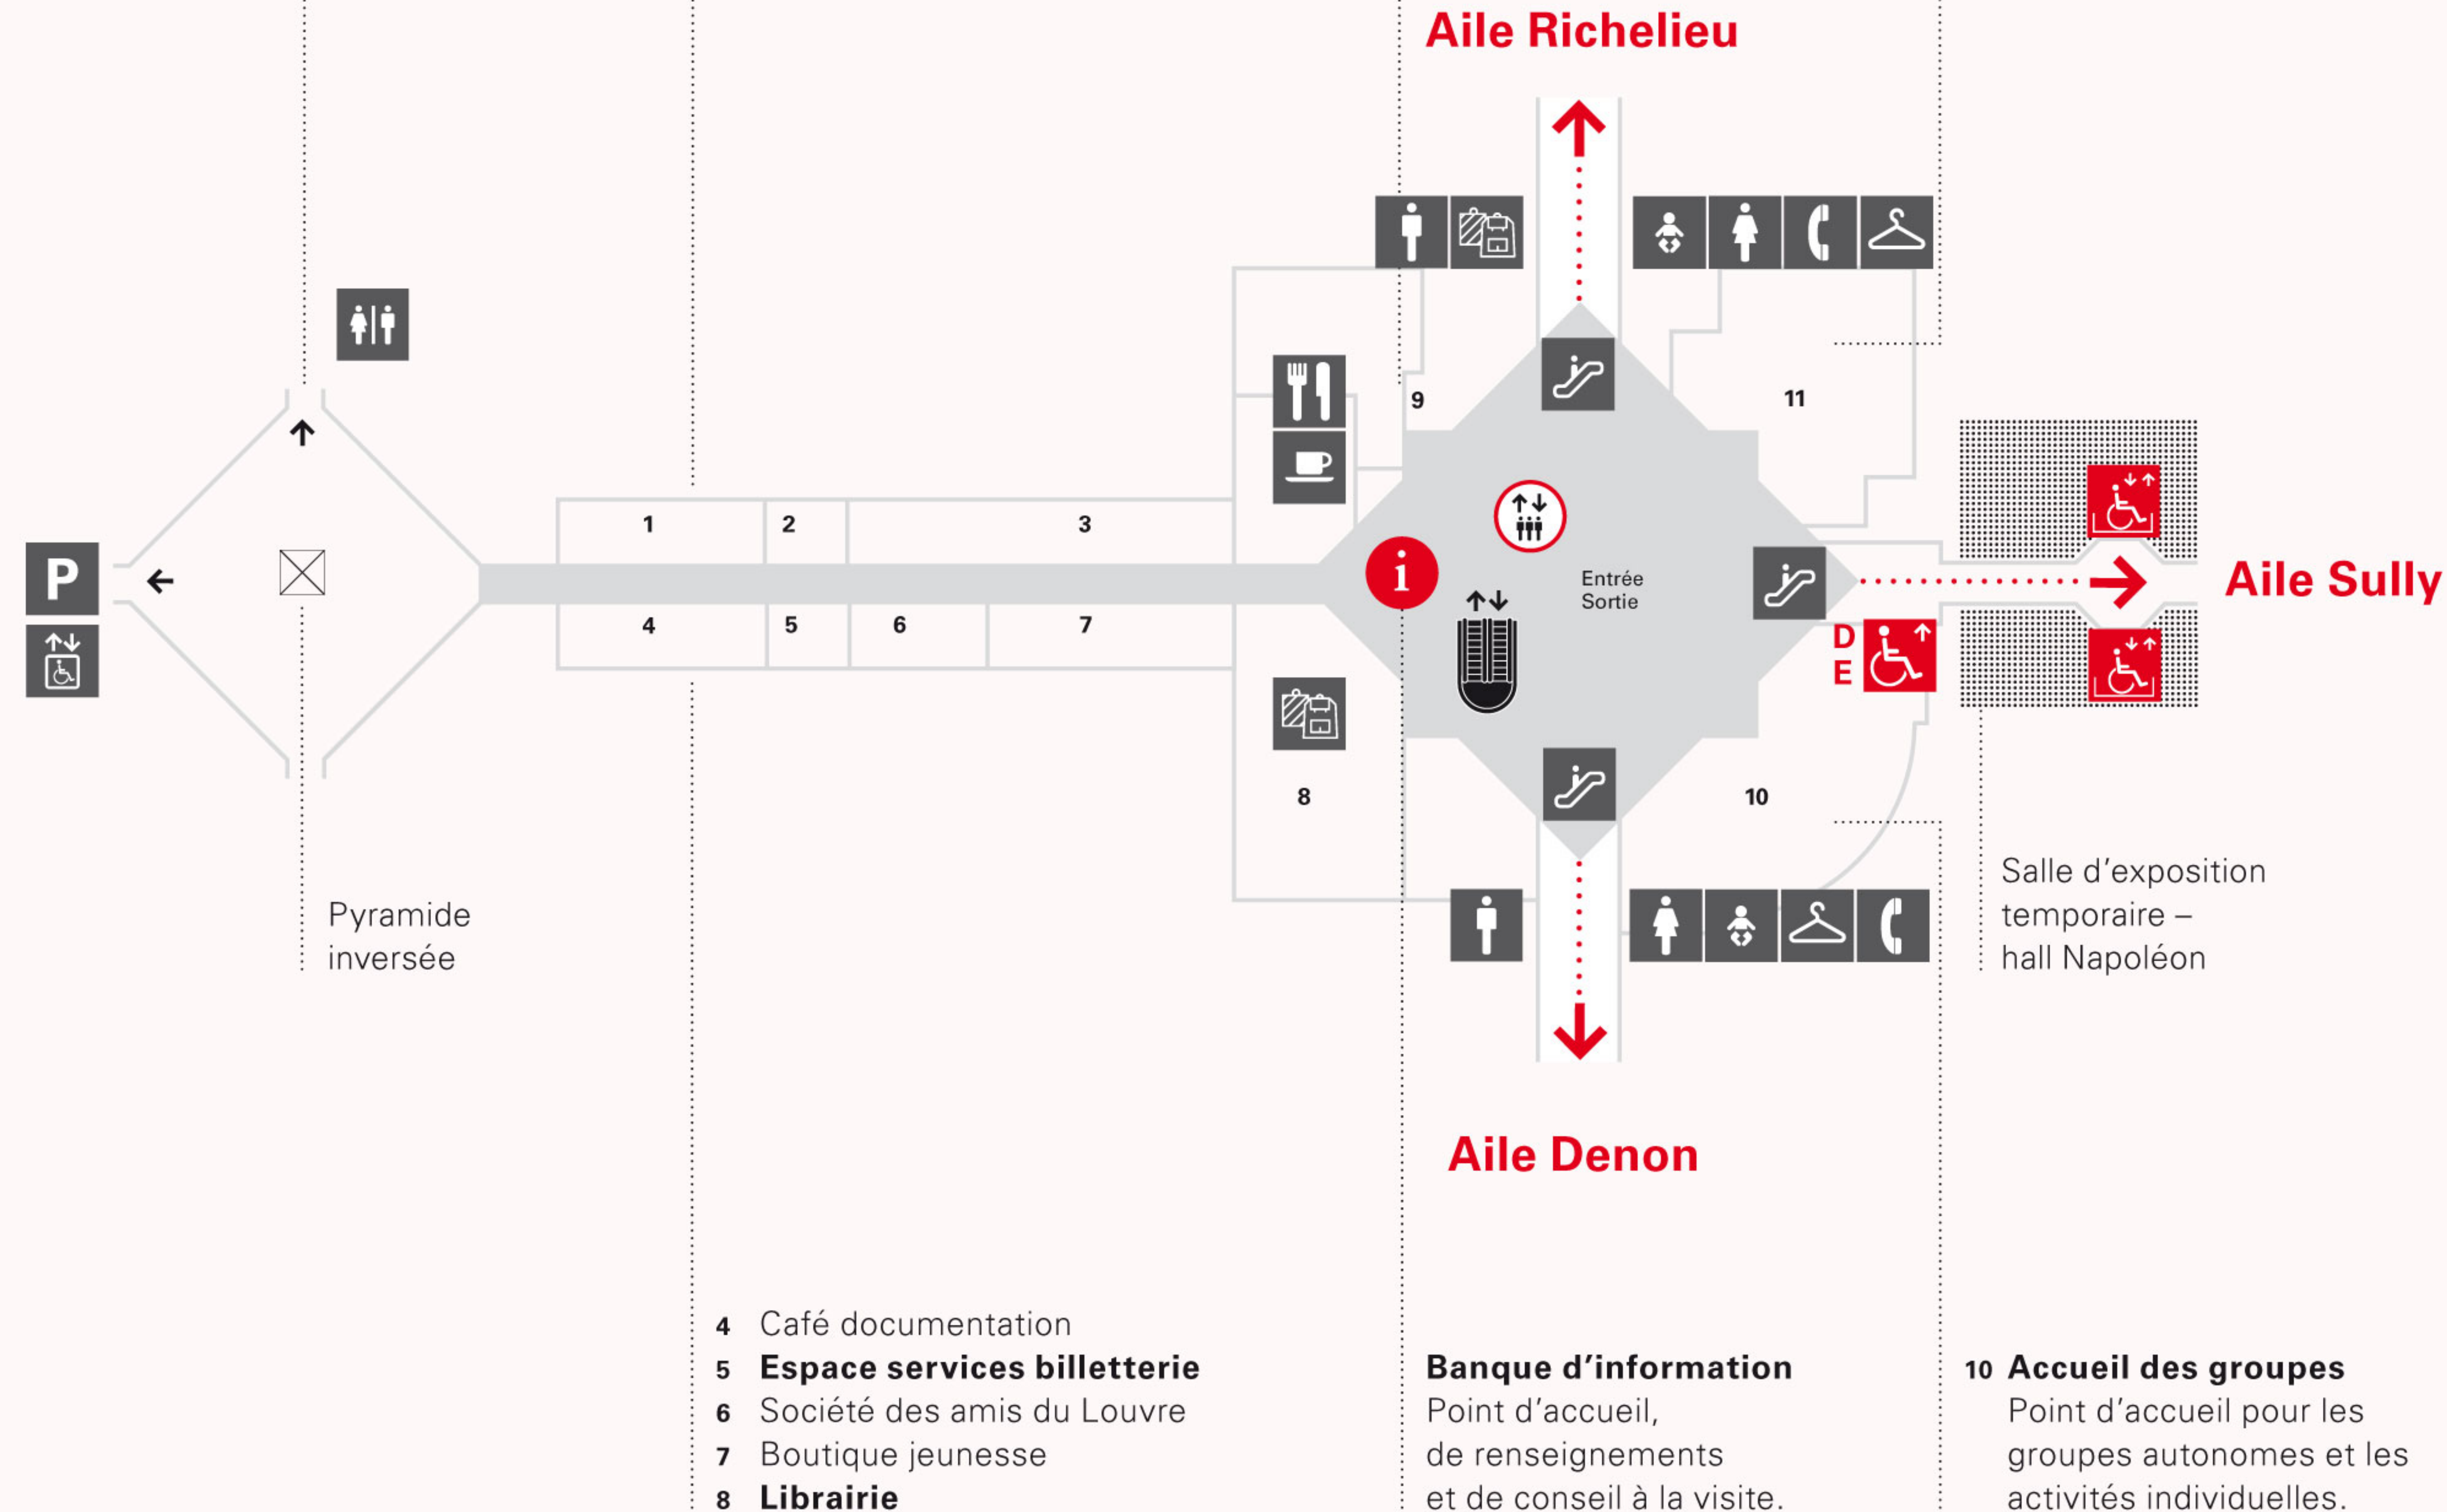 Aile Richelieu
9
11
1
2
3
P
i
Entrée
Sortie
Aile Sully
4
5
6
7
D
E
8
10
Pyramide
inversée
Salle d’exposition
temporaire –
hall Napoléon
Aile Denon
4 Café documentation
5 Espace services billetterie
6 Société des amis du Louvre
7 Boutique jeunesse
8 Librairie
Banque d’information
Point d’accueil,
de renseignements
et de conseil à la visite.
10 Accueil des groupes
Point d’accueil pour les
groupes autonomes et les
activités individuelles.